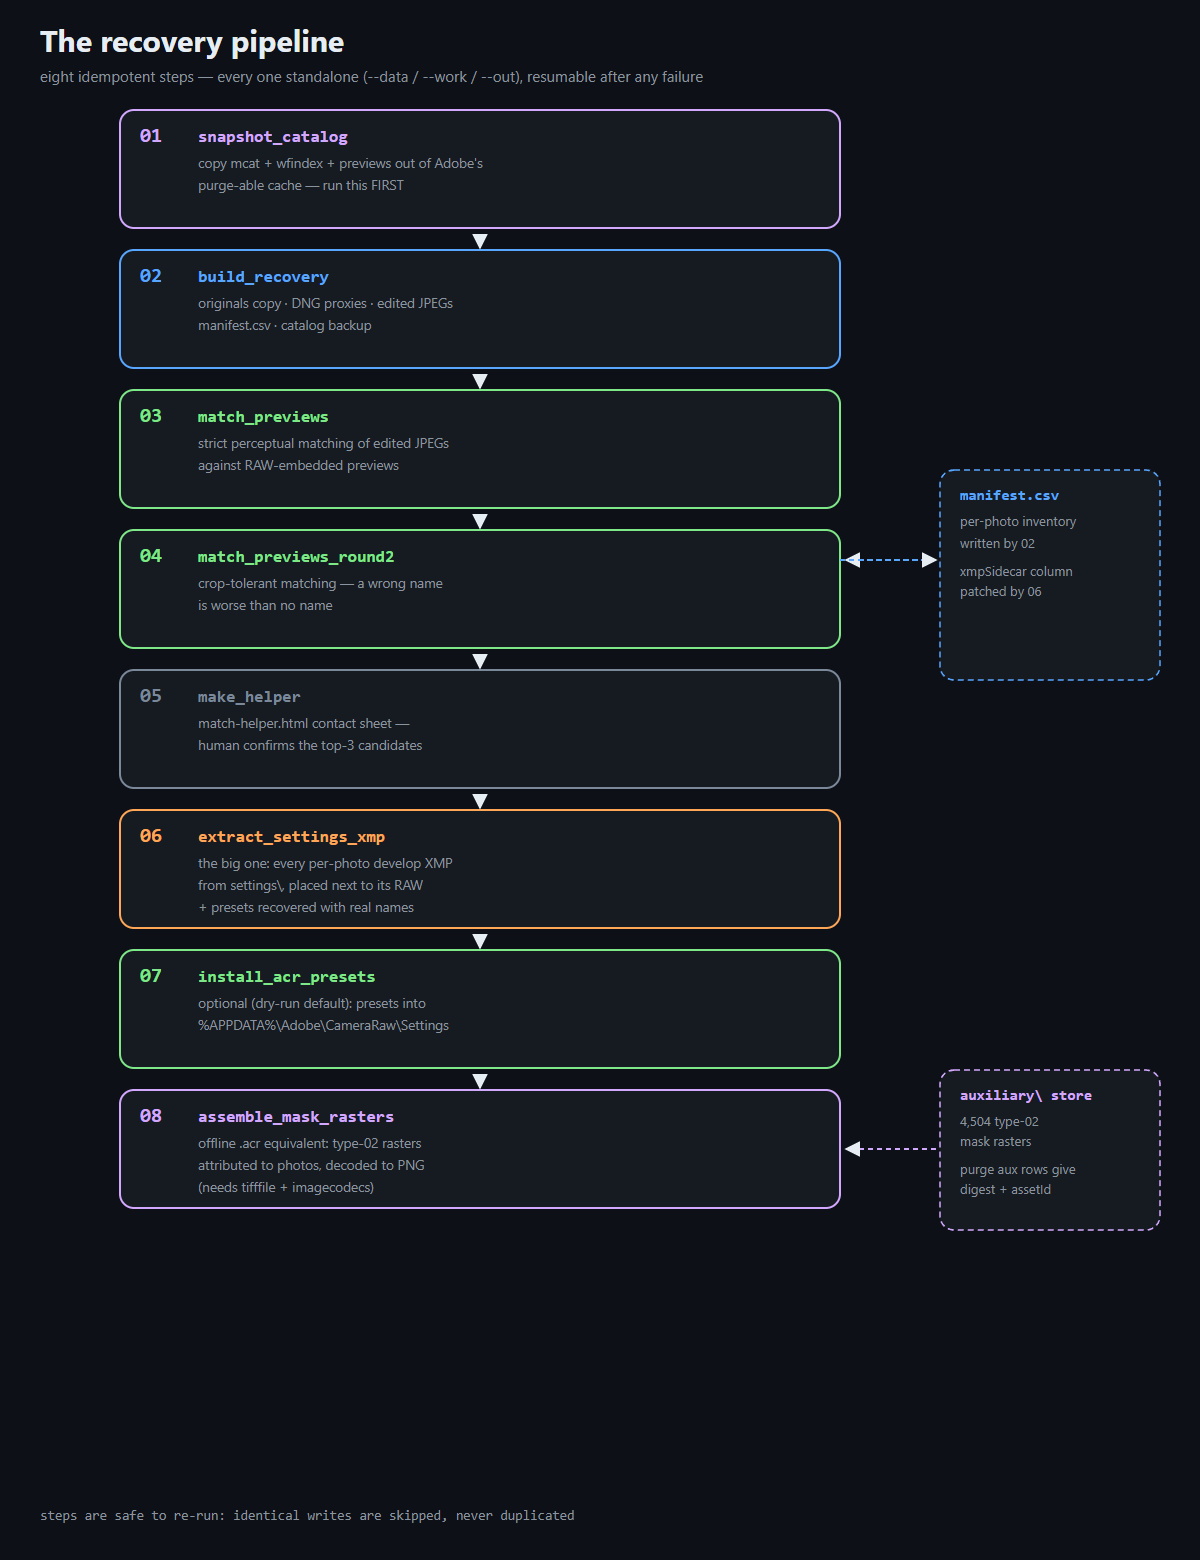 The recovery pipeline
eight idempotent steps — every one standalone (--data / --work / --out), resumable after any failure
01 snapshot_catalog
copy mcat + wfindex + previews out of Adobe's
purge-able cache — run this FIRST
02 build_recovery
originals copy · DNG proxies · edited JPEGs
manifest.csv · catalog backup
03 match_previews
strict perceptual matching of edited JPEGs
against RAW-embedded previews
04 match_previews_round2
crop-tolerant matching — a wrong name
is worse than no name
manifest.csv
per-photo inventory
written by 02
xmpSidecar column
patched by 06
05 make_helper
match-helper.html contact sheet —
human confirms the top-3 candidates
06 extract_settings_xmp
the big one: every per-photo develop XMP
from settings\, placed next to its RAW
+ presets recovered with real names
07 install_acr_presets
optional (dry-run default): presets into
%APPDATA%\Adobe\CameraRaw\Settings
08 assemble_mask_rasters
offline .acr equivalent: type-02 rasters
attributed to photos, decoded to PNG
(needs tifffile + imagecodecs)
auxiliary\ store
4,504 type-02
mask rasters
purge aux rows give
digest + assetId
steps are safe to re-run: identical writes are skipped, never duplicated